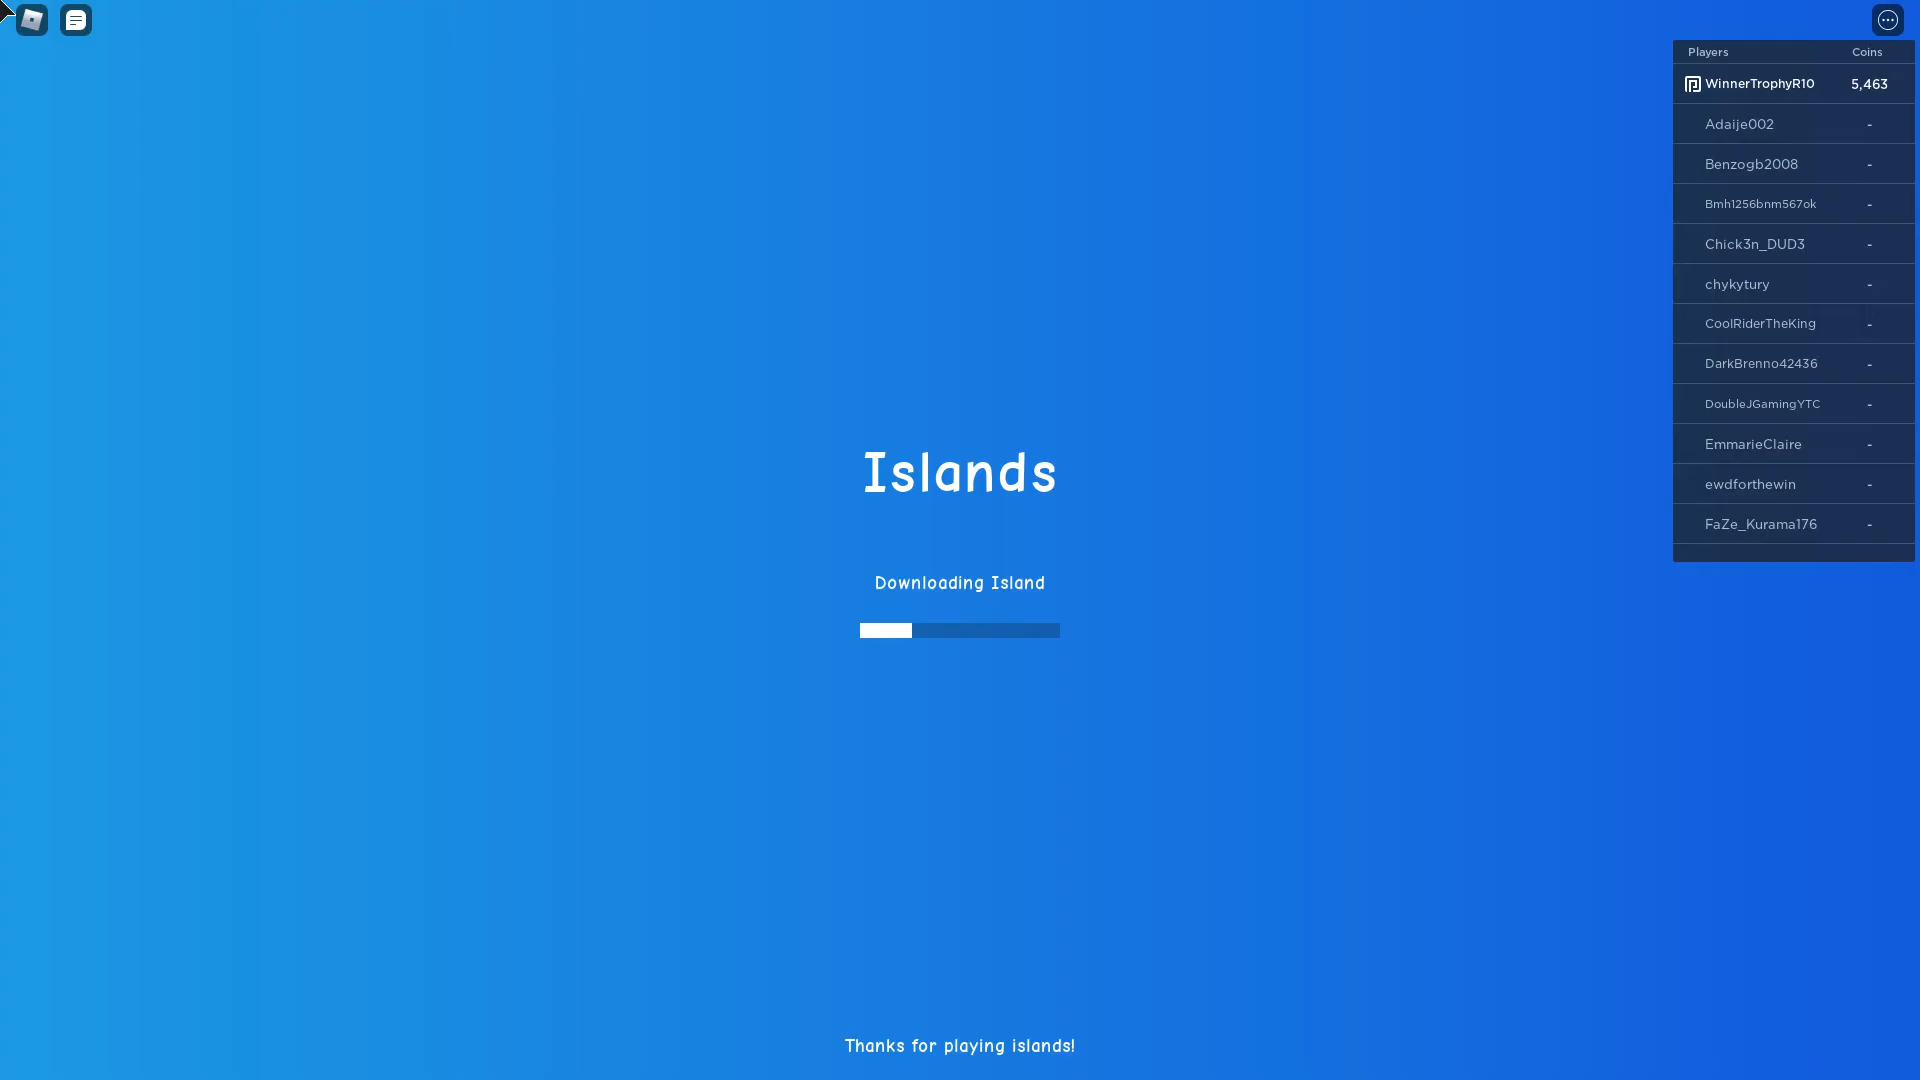 Players Coins
WinnerTrophyR10 5,463
Adaije002 -
Benzogb2008 -
Bmh1256bnm567ok -
Chick3n_DUD3 -
chykytury -
CoolRiderTheKing -
DarkBrenno42436 -
DoubleJGamingYTC -
EmmarieClaire -
ewdforthewin -
FaZe_Kurama176 -
Islands
Downloading Island
Thanks for playing islands!